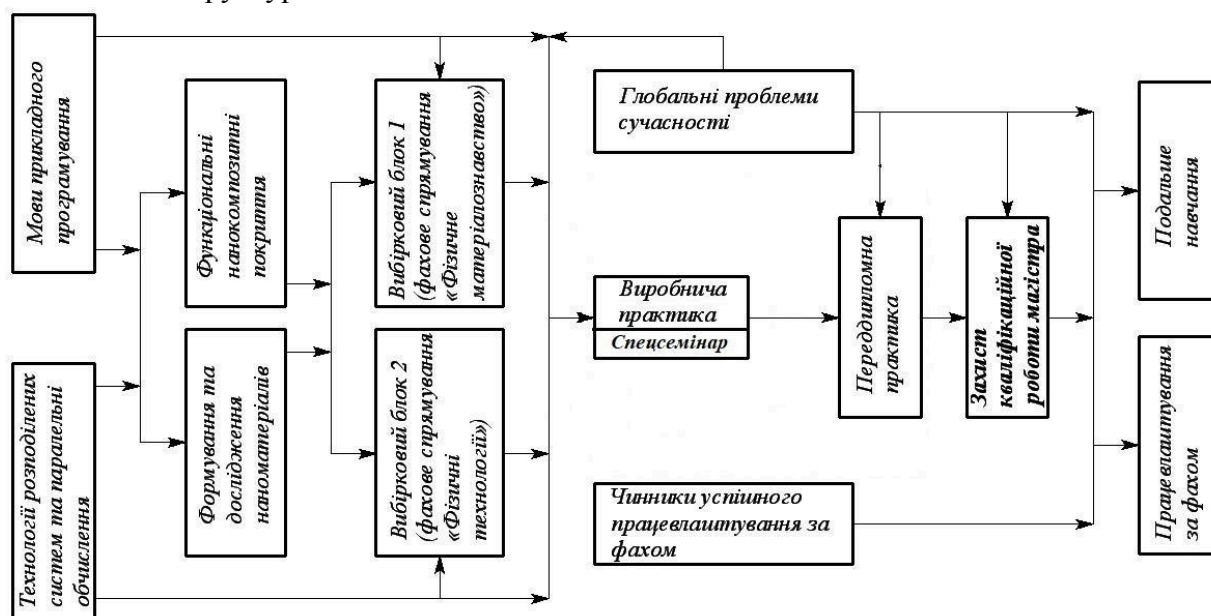 Мови прикладного
програмування
Технології розподілених
систем та паралельні
обчислення
Функціональні
нанокомпозитні
покриття
Формування та
дослідження
наноматеріалів
Вибірковий блок 1
(фахове спрямування
«Фізичне
матеріалознавство»)
Вибірковий блок 2
(фахове спрямування
«Фізичні
технології»)
Глобальні проблеми
сучасності
Виробнича
практика
Спецсемінар
Чинники успішного
працевлаштування за
фахом
Переддипломна
практика
Захист
кваліфікаційної
роботи магістра
Подальше
навчання
Працевлаштування
за фахом